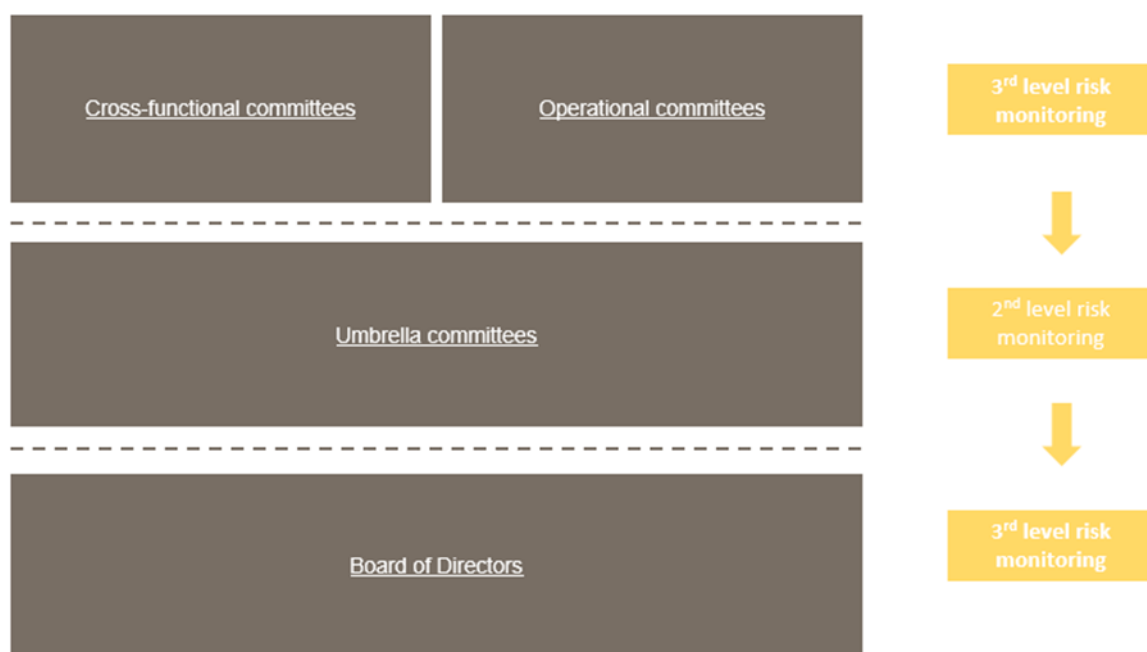 Cross-functional committees
Operational committees
3rd level risk
monitoring
Umbrella committees
2nd level risk
monitoring
Board of Directors
3rd level risk
monitoring